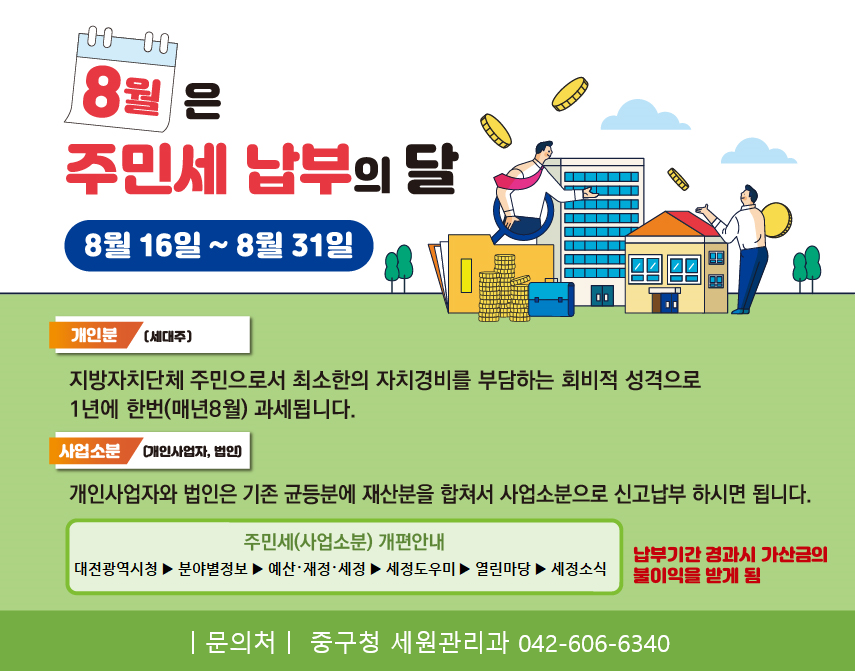 8월 은
주민세 납부의 달
8월 16일 ~ 8월 31일
개인분 (세대주)
지방자치단체 주민으로서 최소한의 자치경비를 부담하는 회비적 성격으로
1년에 한번(매년8월) 과세됩니다.
사업소분 (개인사업자, 법인)
개인사업자와 법인은 기존 균등분에 재산분을 합쳐서 사업소분으로 신고납부 하시면 됩니다.
주민세(사업소분) 개편안내
대전광역시청 ▶ 분야별정보 ▶ 예산·재정·세정 ▶ 세정도우미 ▶ 열린마당 ▶ 세정소식
납부기간 경과시 가산금의
불이익을 받게 됨
| 문의처 | 중구청 세원관리과 042-606-6340